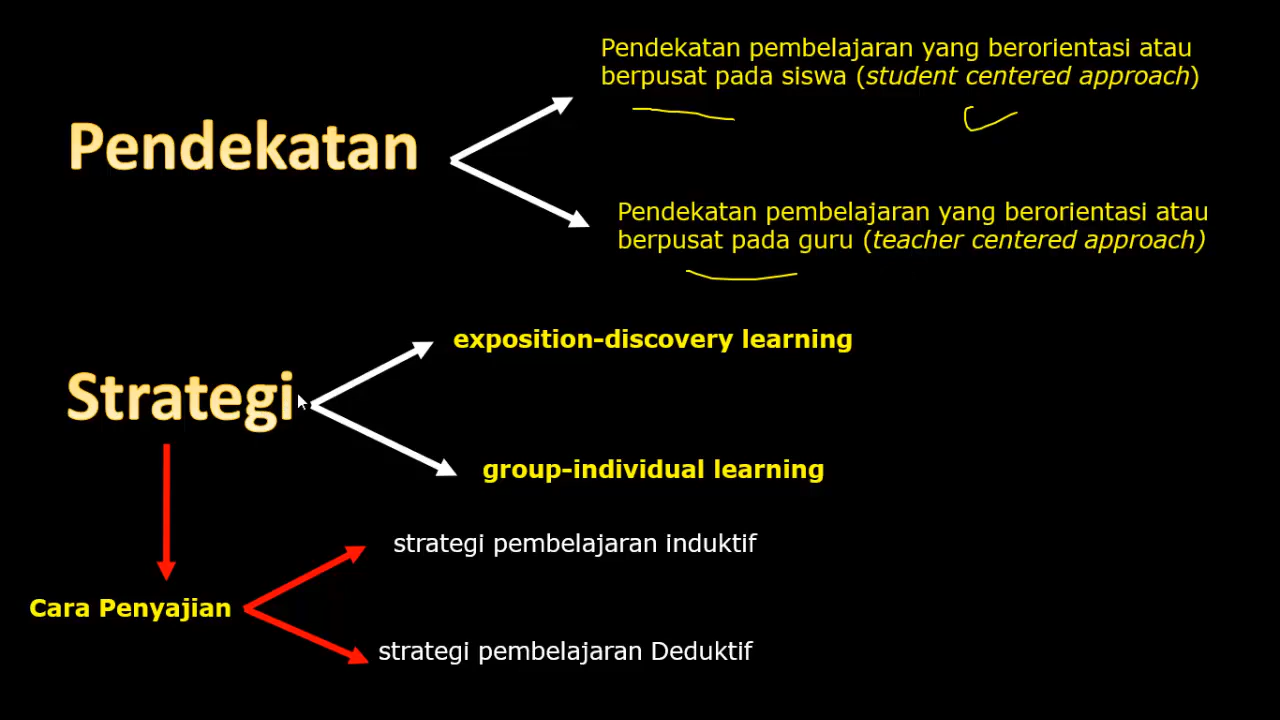 Pendekatan pembelajaran yang berorientasi atau
berpusat pada siswa (student centered approach)
Pendekatan
Pendekatan pembelajaran yang berorientasi atau
berpusat pada guru (teacher centered approach)
exposition-discovery learning
Strategi
group-individual learning
strategi pembelajaran induktif
Cara Penyajian
strategi pembelajaran Deduktif